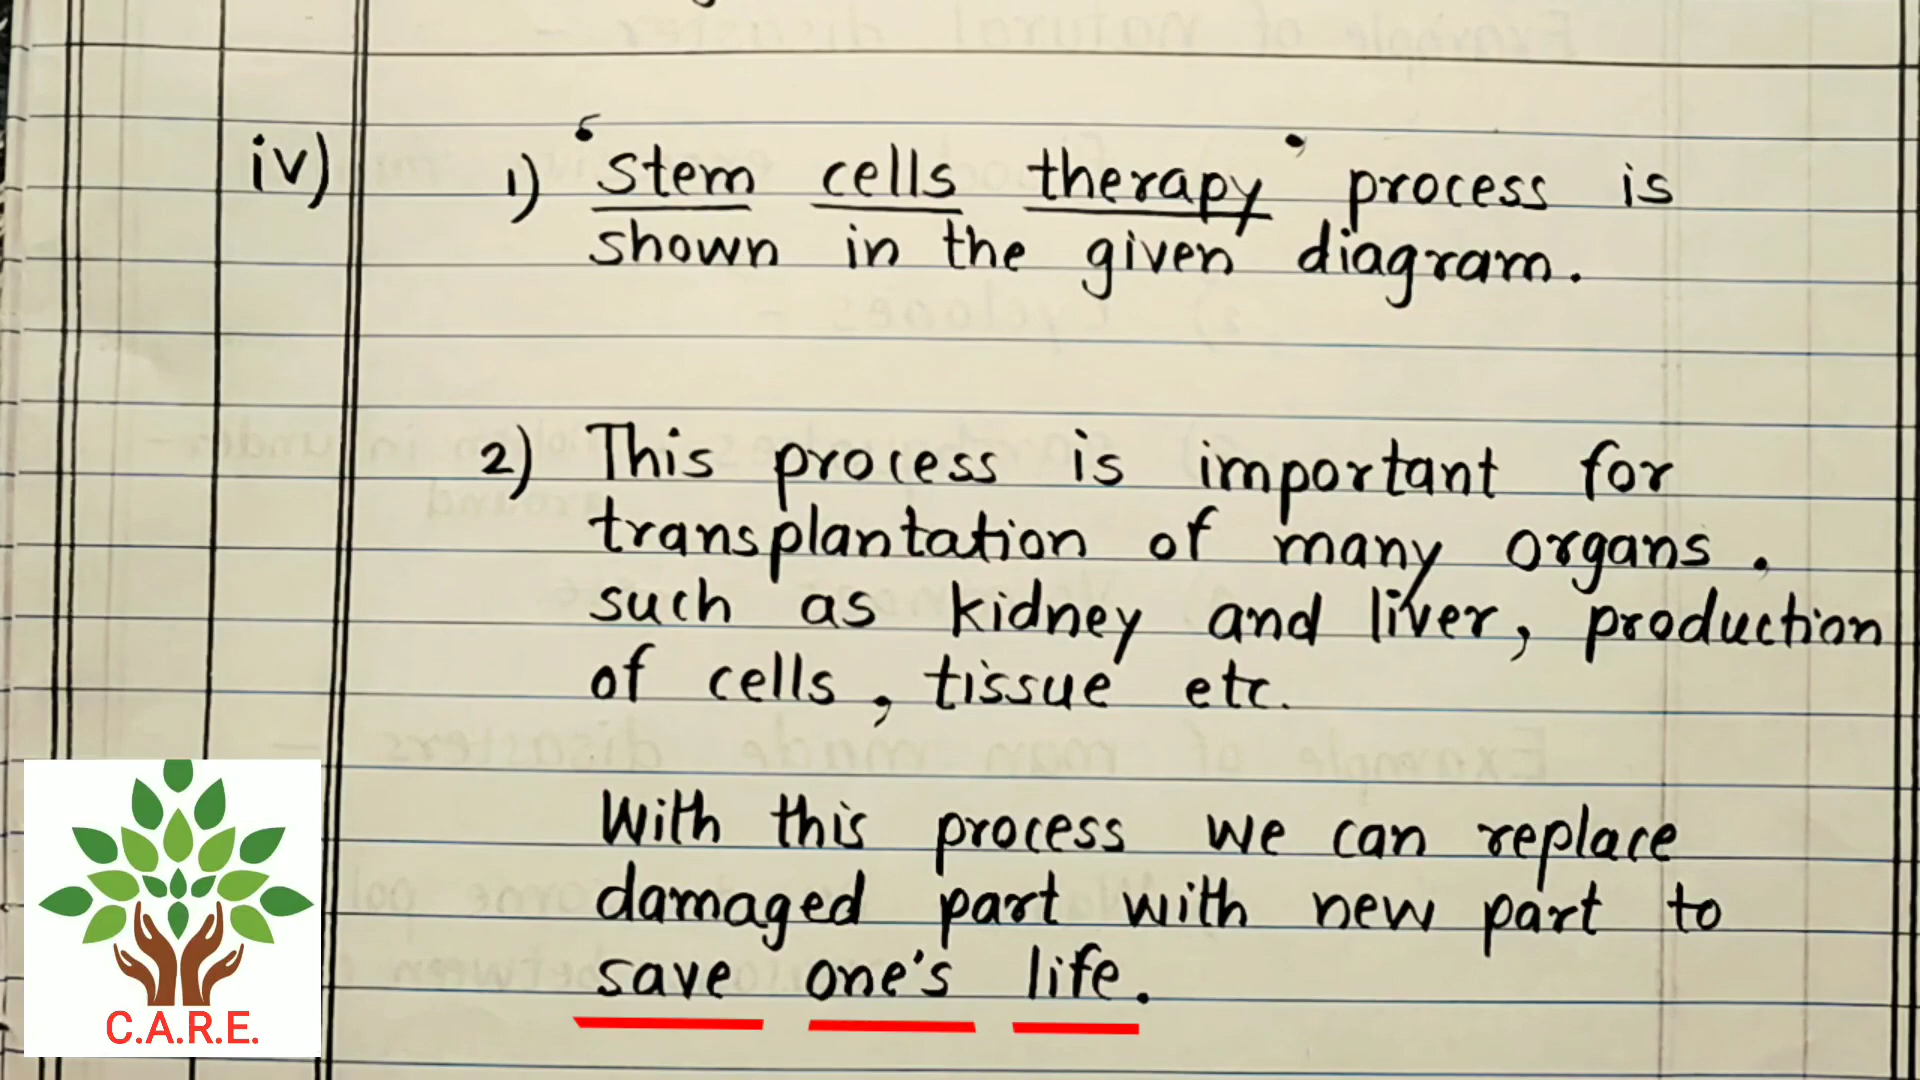 iv) 1) "Stem cells therapy" process is
shown in the given diagram.
2) This process is important for
transplantation of many organs.
such as kidney and liver, production
of cells, tissue etc.
With this process we can replace
damaged part with new part to
save one's life.
C.A.R.E.